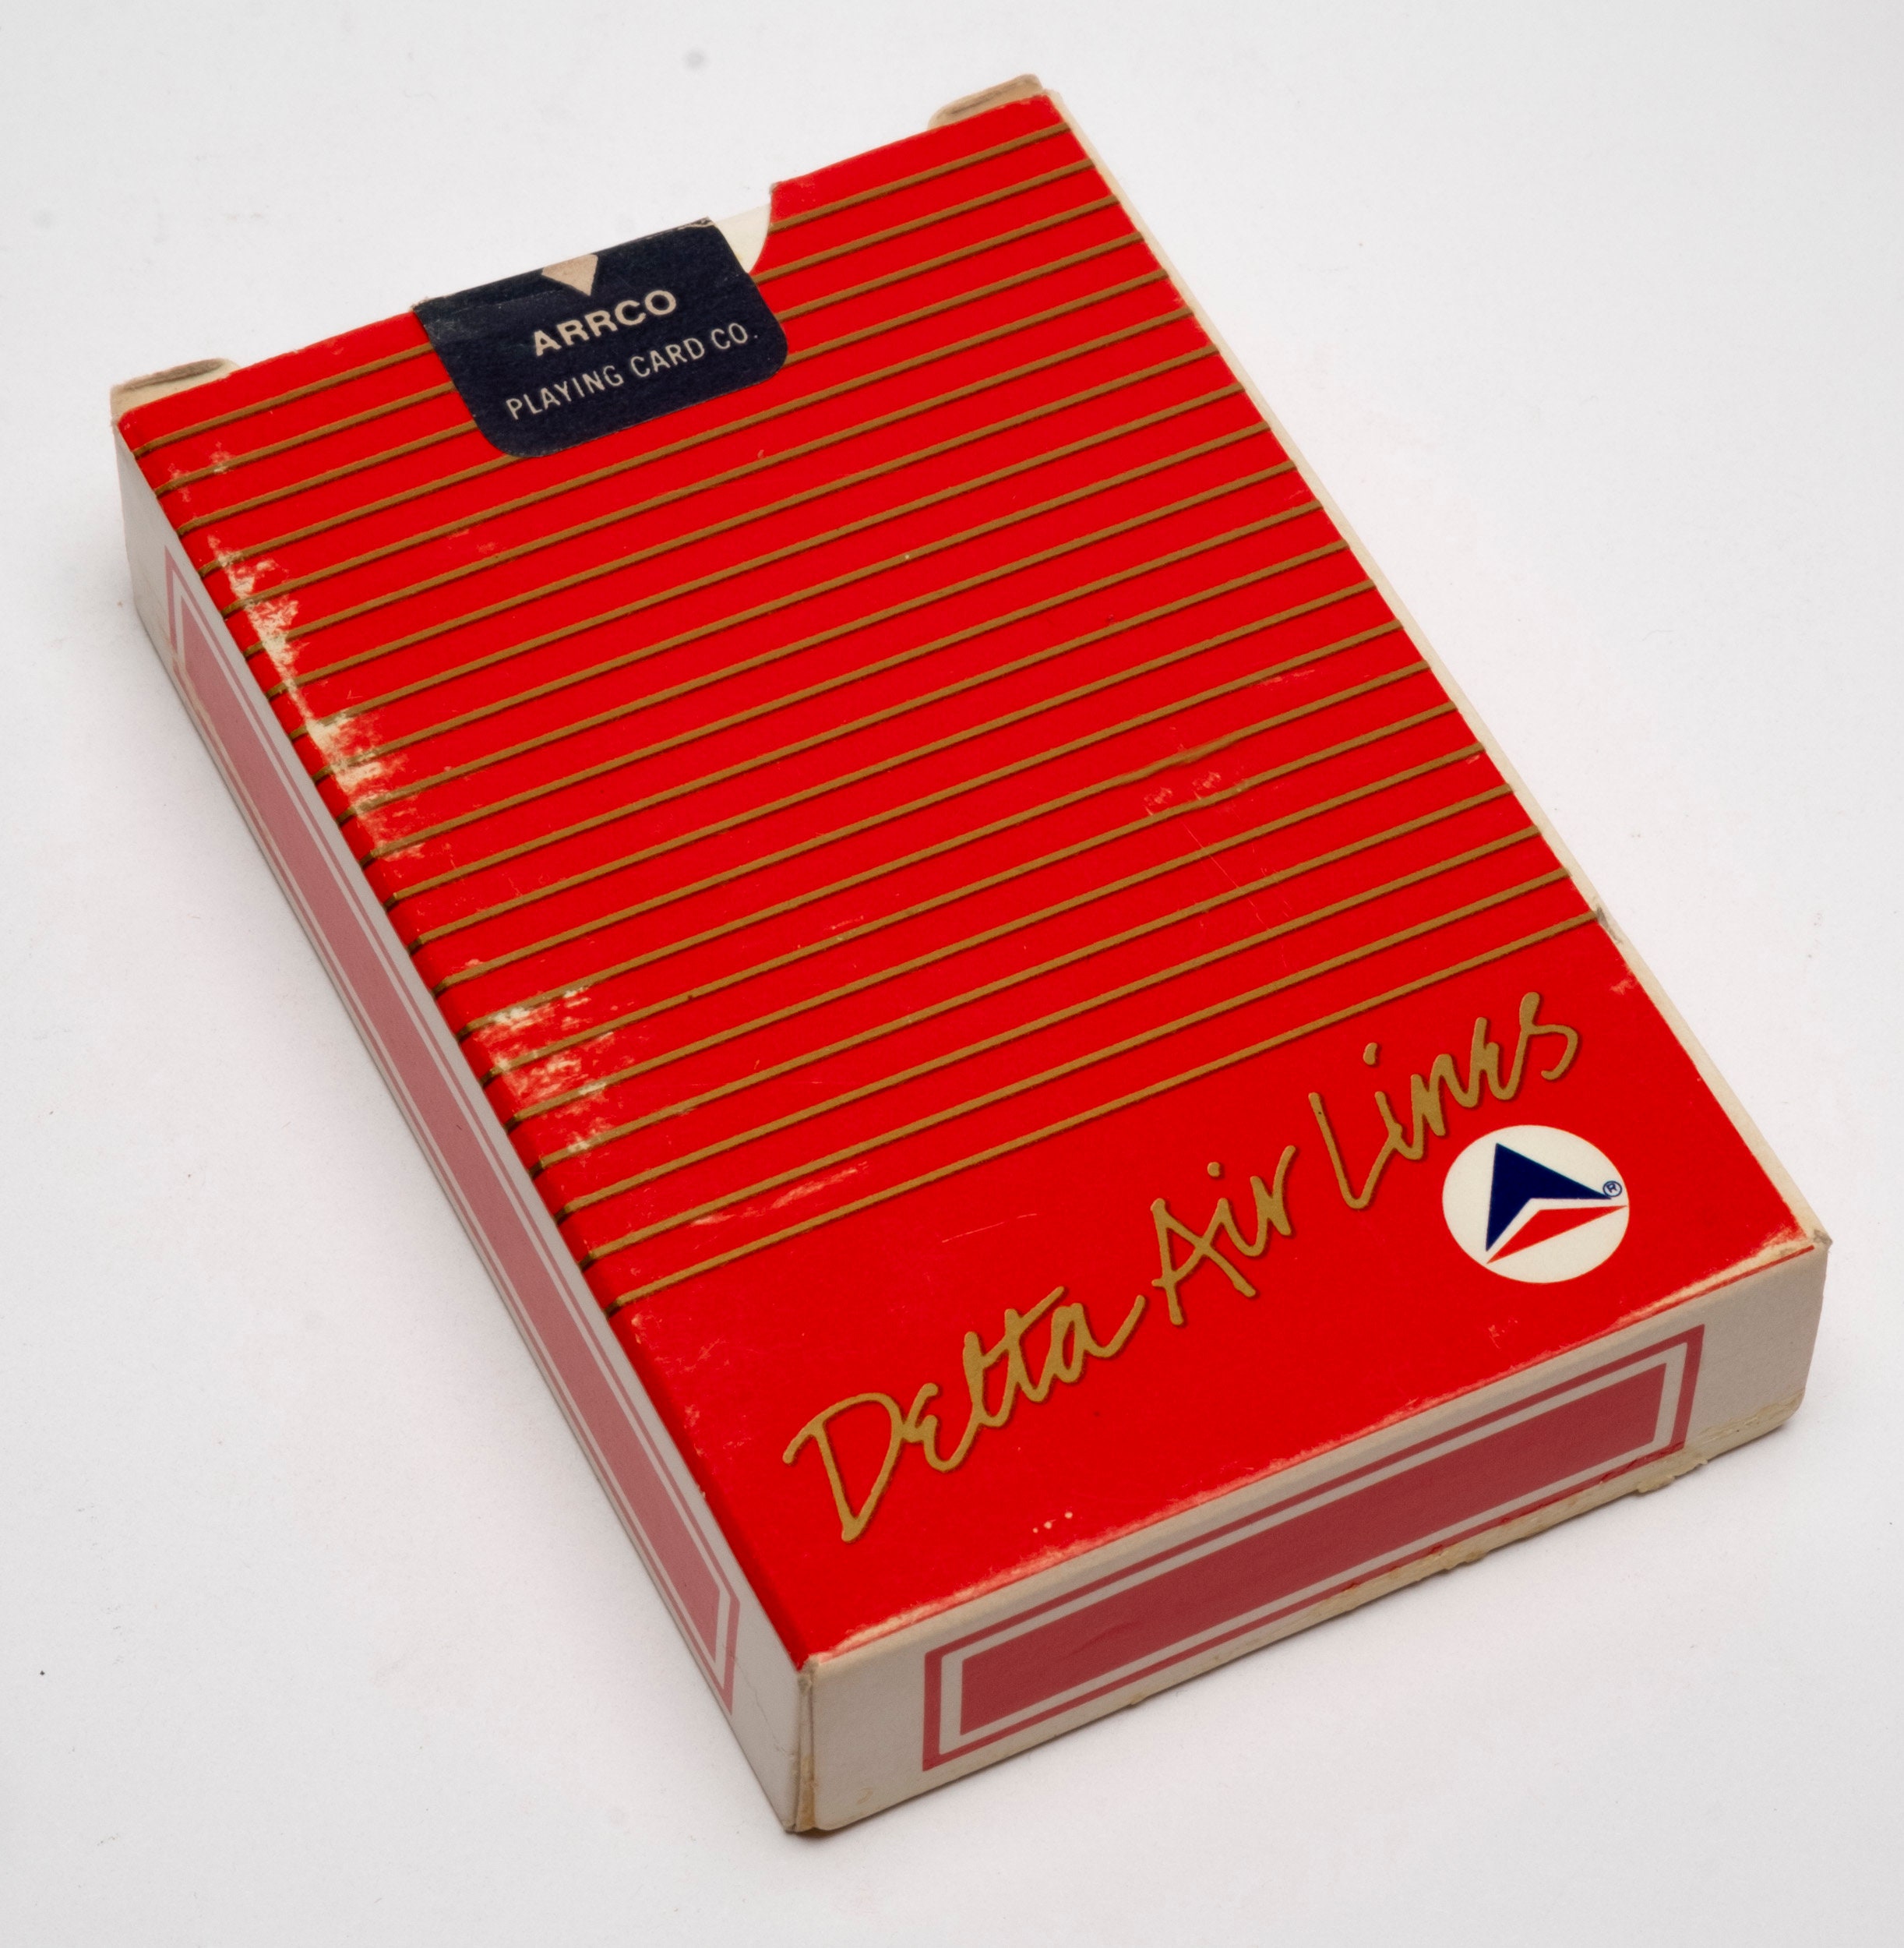 ARRCO
PLAYING CARD CO.
Delta Air Lines
®